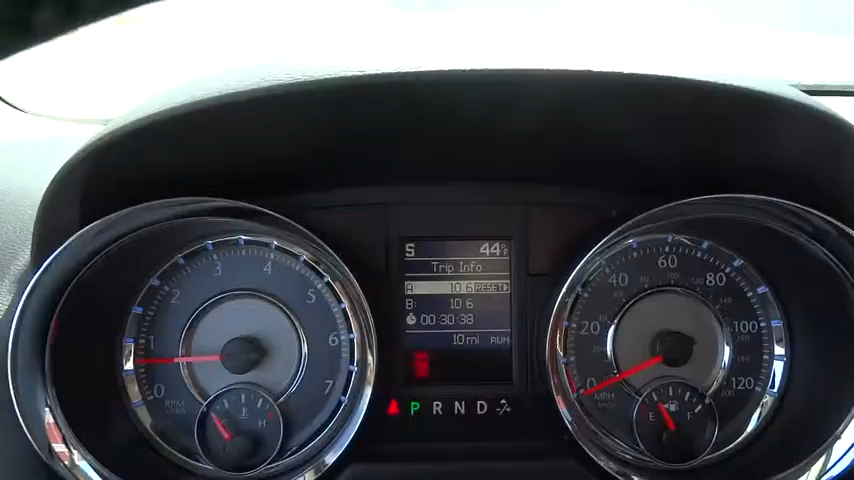 S 44°F
Trip Info
A 10.6 RESET
B: 10.6
00:30:38
10mi RUN
P R N D
0 1 2 3 4 5 6 7
RPM
C H
0 20 40 60 80 100 120
MPH
E F